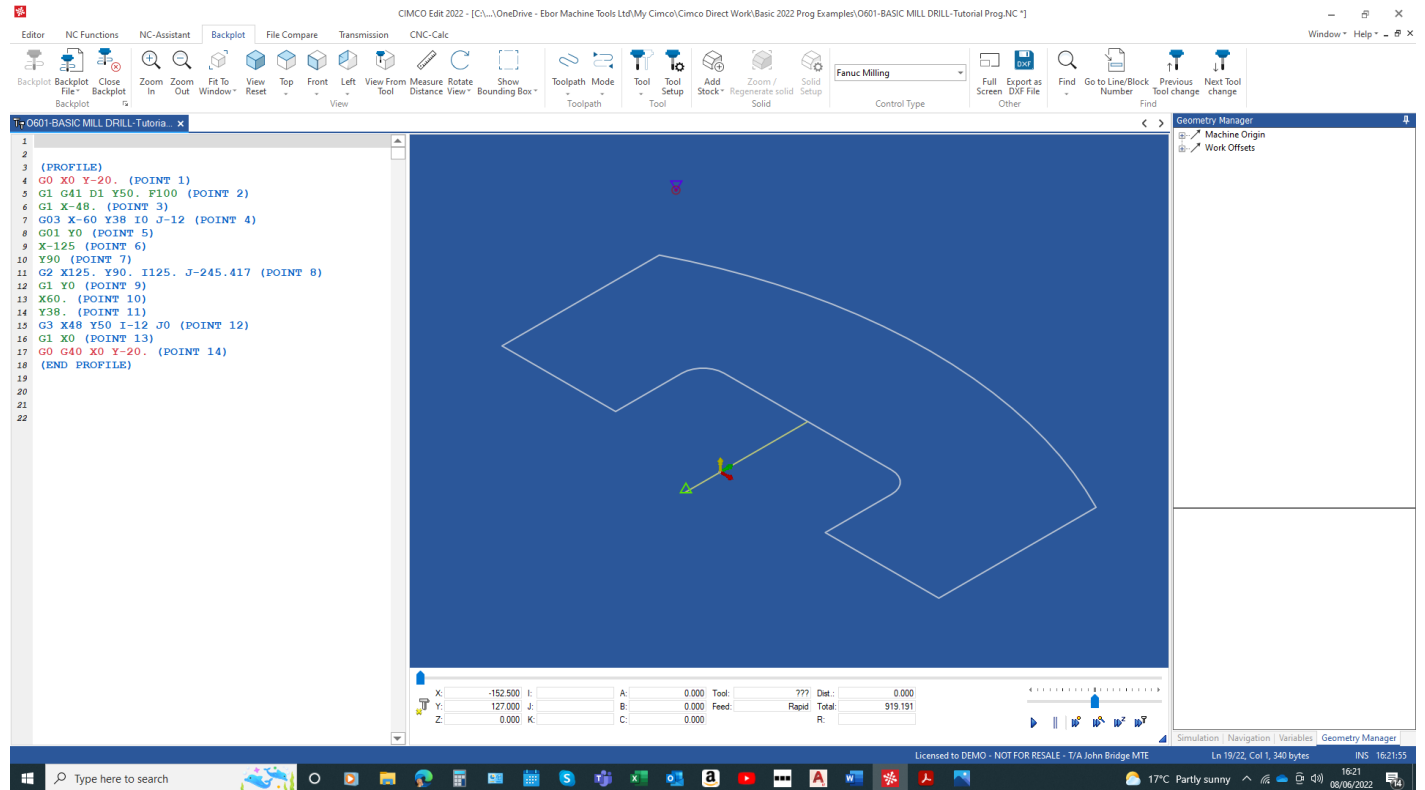 CIMCO Edit 2022 - [C:\...\OneDrive - Ebor Machine Tools Ltd\My Cimco\Cimco Direct Work\Basic 2022 Prog Examples\O601-BASIC MILL DRILL-Tutorial Prog.NC *]
Editor NC Functions NC-Assistant Backplot File Compare Transmission CNC-Calc Window Help
Backplot Backplot File Close Backplot Zoom In Zoom Out Fit To Window View Reset Top Front Left View From Tool Measure Distance Rotate View Show Bounding Box Toolpath Mode Tool Tool Setup Add Stock Zoom / Regenerate solid Solid Setup Fanuc Milling Full Screen Export as DXF File Find Go to Line/Block Number Previous Tool change Next Tool change
Backplot View Toolpath Tool Solid Control Type Other Find
O601-BASIC MILL DRILL-Tutoria... Geometry Manager
Machine Origin
Work Offsets
1
2
3 (PROFILE)
4 G0 X0 Y-20. (POINT 1)
5 G1 G41 D1 Y50. F100 (POINT 2)
6 G1 X-48. (POINT 3)
7 G03 X-60 Y38 I0 J-12 (POINT 4)
8 G01 Y0 (POINT 5)
9 X-125 (POINT 6)
10 Y90 (POINT 7)
11 G2 X125. Y90. I125. J-245.417 (POINT 8)
12 G1 Y0 (POINT 9)
13 X60. (POINT 10)
14 Y38. (POINT 11)
15 G3 X48 Y50 I-12 J0 (POINT 12)
16 G1 X0 (POINT 13)
17 G0 G40 X0 Y-20. (POINT 14)
18 (END PROFILE)
19
20
21
22
X: -152.500 I: A: 0.000 Tool: ??? Dist.: 0.000
Y: 127.000 J: B: 0.000 Feed: Rapid Total: 919.191
Z: 0.000 K: C: 0.000 R:
Simulation Navigation Variables Geometry Manager
Licensed to DEMO - NOT FOR RESALE - T/A John Bridge MTE Ln 19/22, Col 1, 340 bytes INS 16:21:55
Type here to search 17°C Partly sunny 16:21
08/06/2022 14